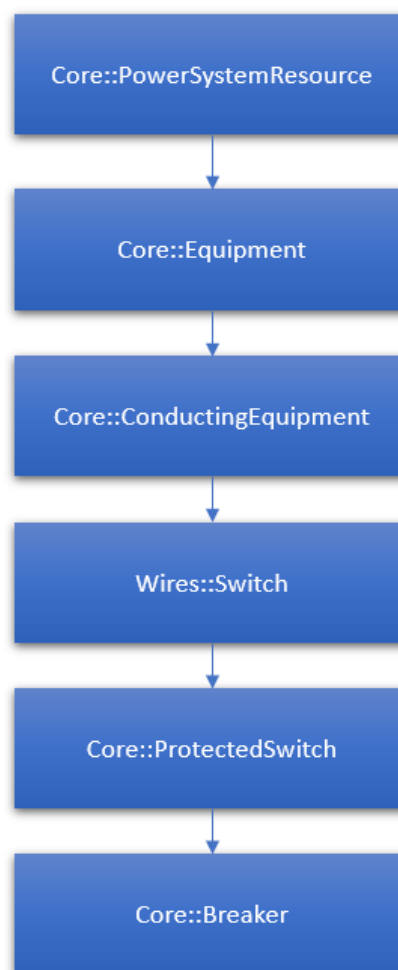 Core::PowerSystemResource
Core::Equipment
Core::ConductingEquipment
Wires::Switch
Core::ProtectedSwitch
Core::Breaker